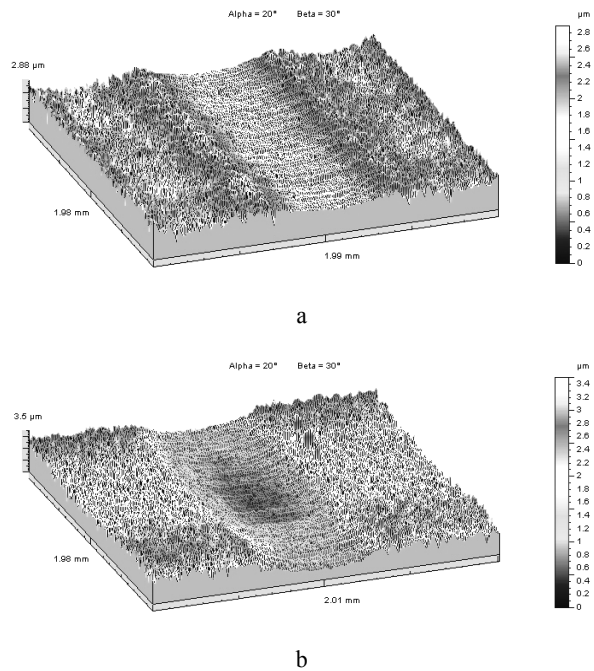 Alpha = 20° Beta = 30°
µm
2.88 µm
2.8
2.6
2.4
2.2
2
1.8
1.6
1.4
1.2
1
0.8
0.6
0.4
0.2
0
1.98 mm
1.99 mm
a
Alpha = 20° Beta = 30°
µm
3.5 µm
3.4
3.2
3
2.8
2.6
2.4
2.2
2
1.8
1.6
1.4
1.2
1
0.8
0.6
0.4
0.2
0
1.98 mm
2.01 mm
b